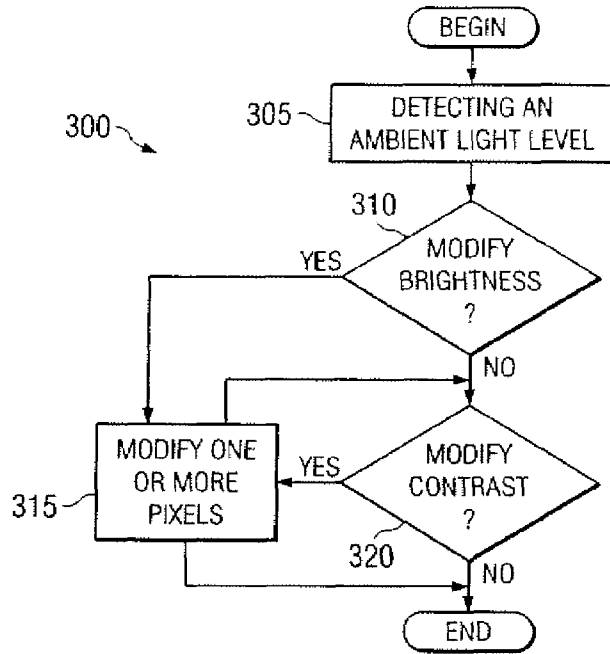 BEGIN
300
305
DETECTING AN
AMBIENT LIGHT LEVEL
310
YES
MODIFY
BRIGHTNESS
?
NO
MODIFY ONE
OR MORE
PIXELS
315
YES
MODIFY
CONTRAST
?
320
NO
END